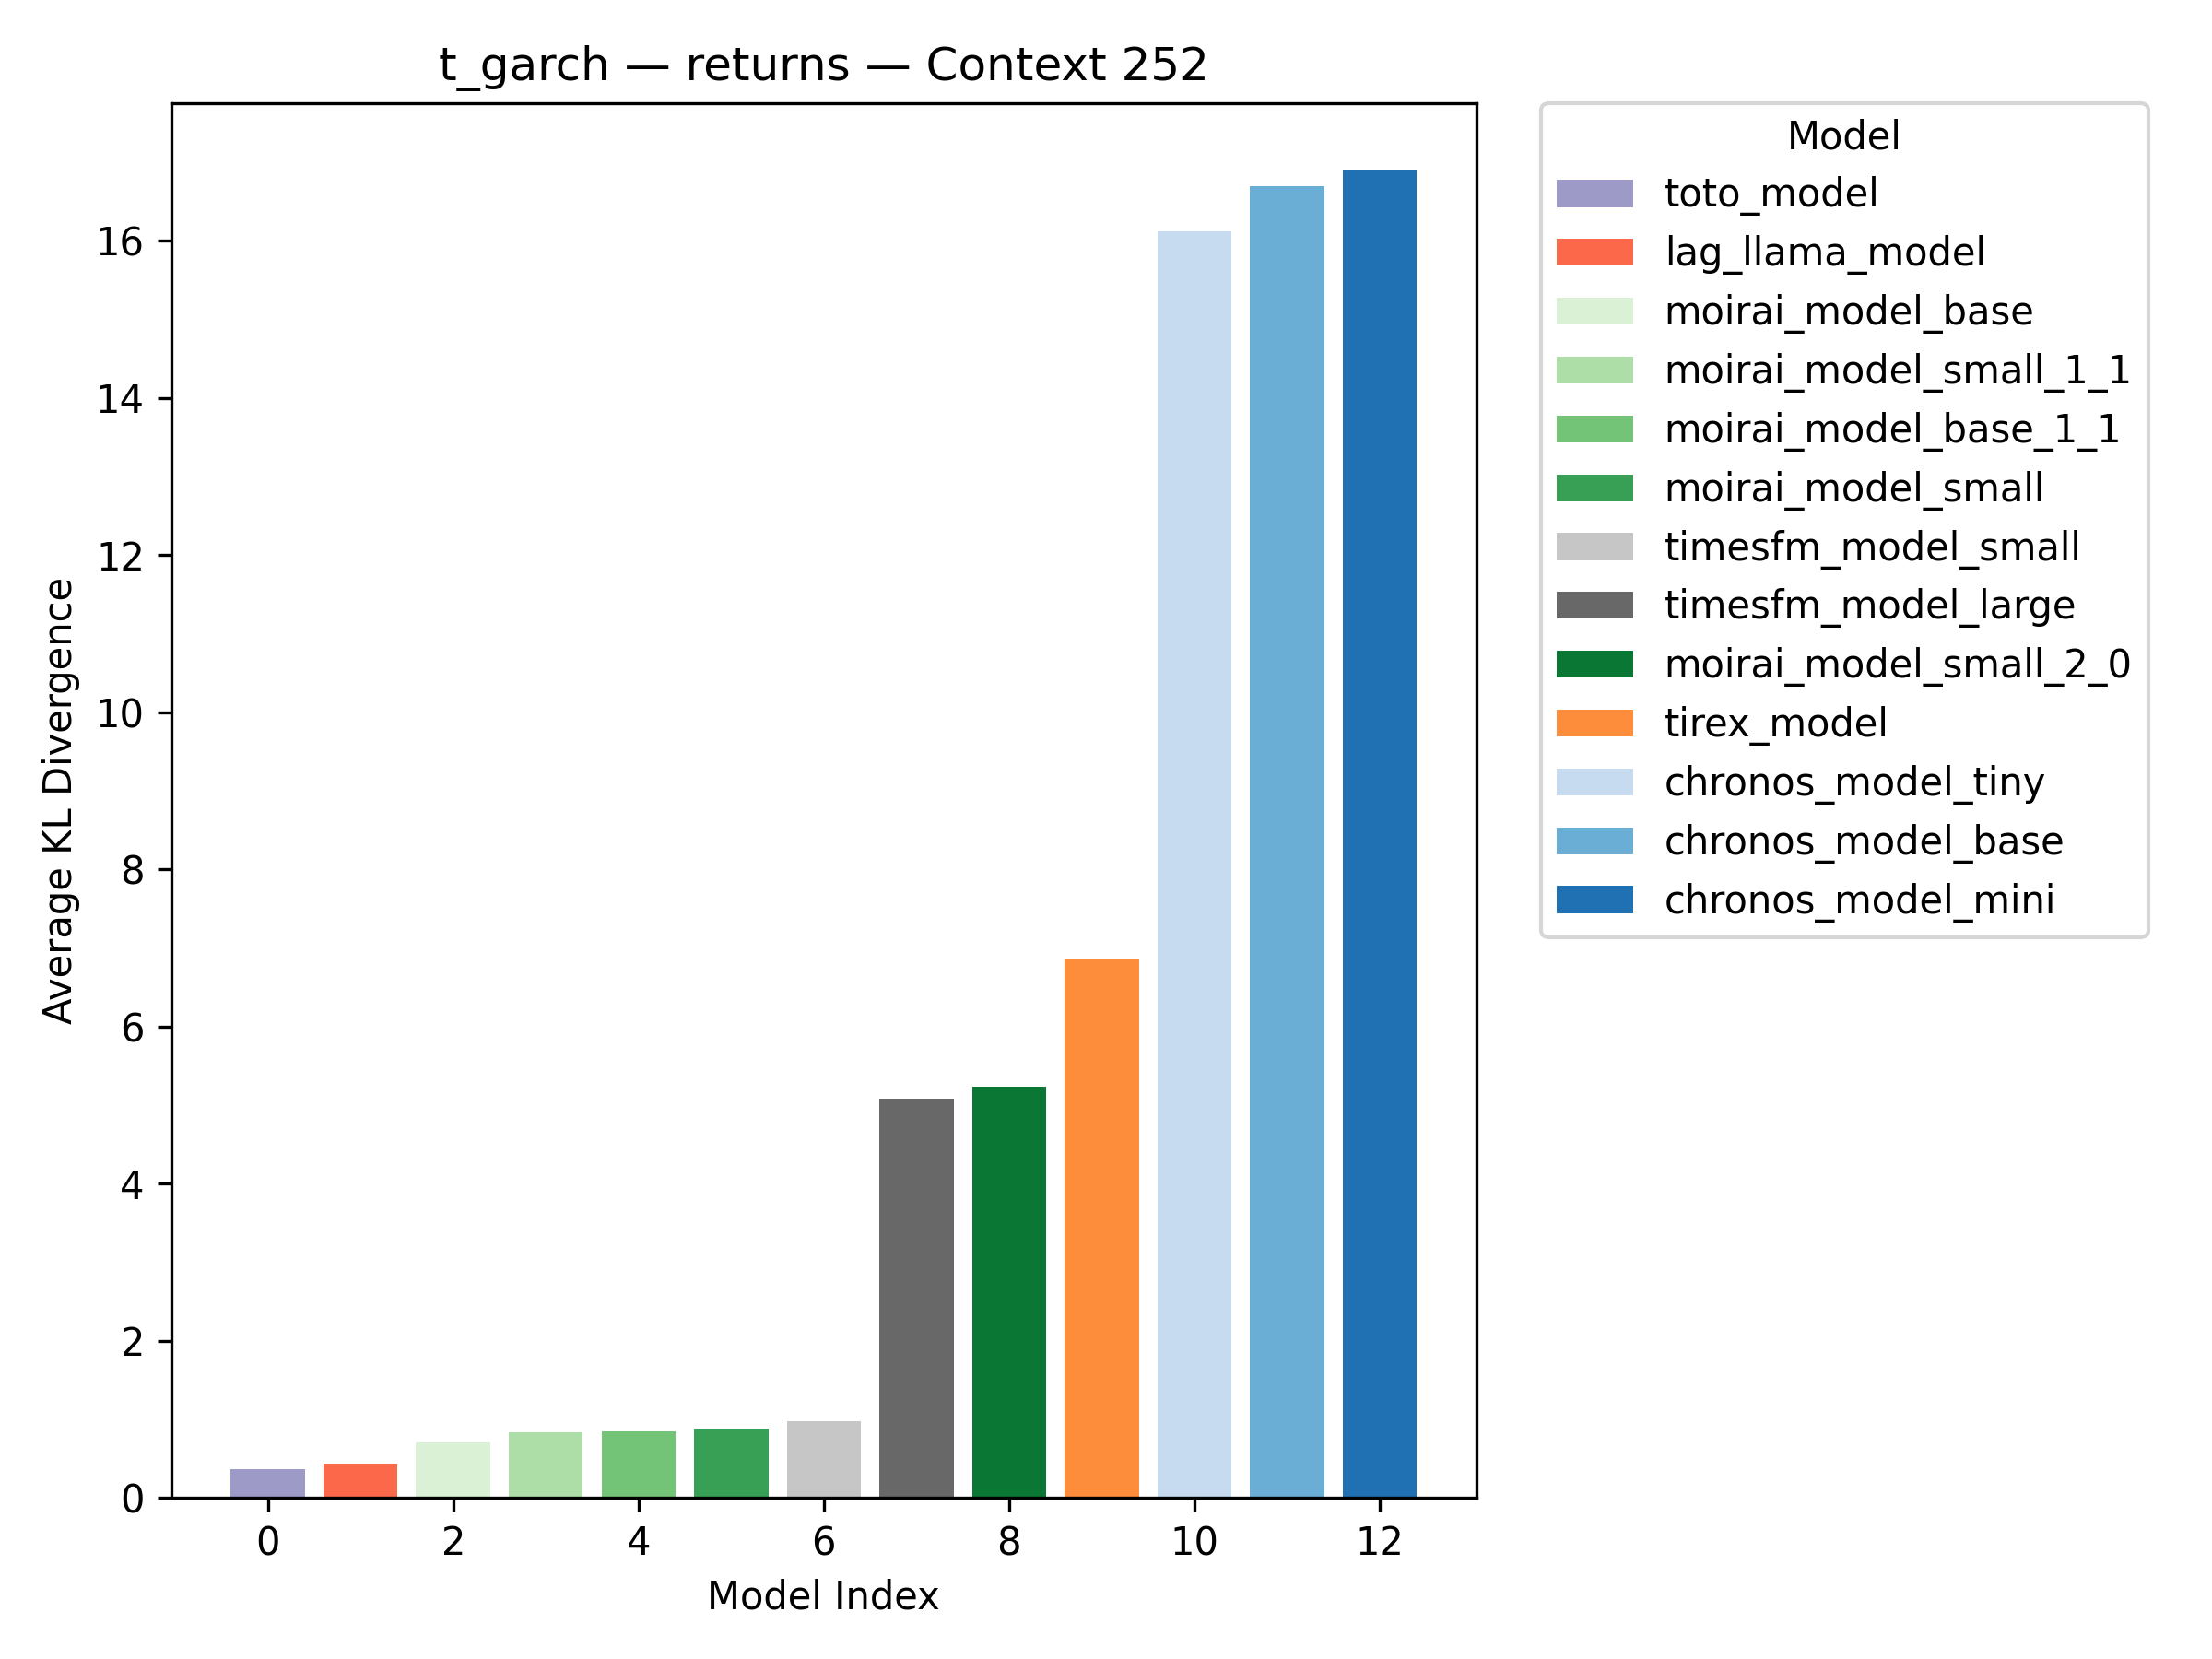 t_garch — returns — Context 252
Average KL Divergence
16
14
12
10
8
6
4
2
0
0 2 4 6 8 10 12
Model Index
Model
toto_model
lag_llama_model
moirai_model_base
moirai_model_small_1_1
moirai_model_base_1_1
moirai_model_small
timesfm_model_small
timesfm_model_large
moirai_model_small_2_0
tirex_model
chronos_model_tiny
chronos_model_base
chronos_model_mini